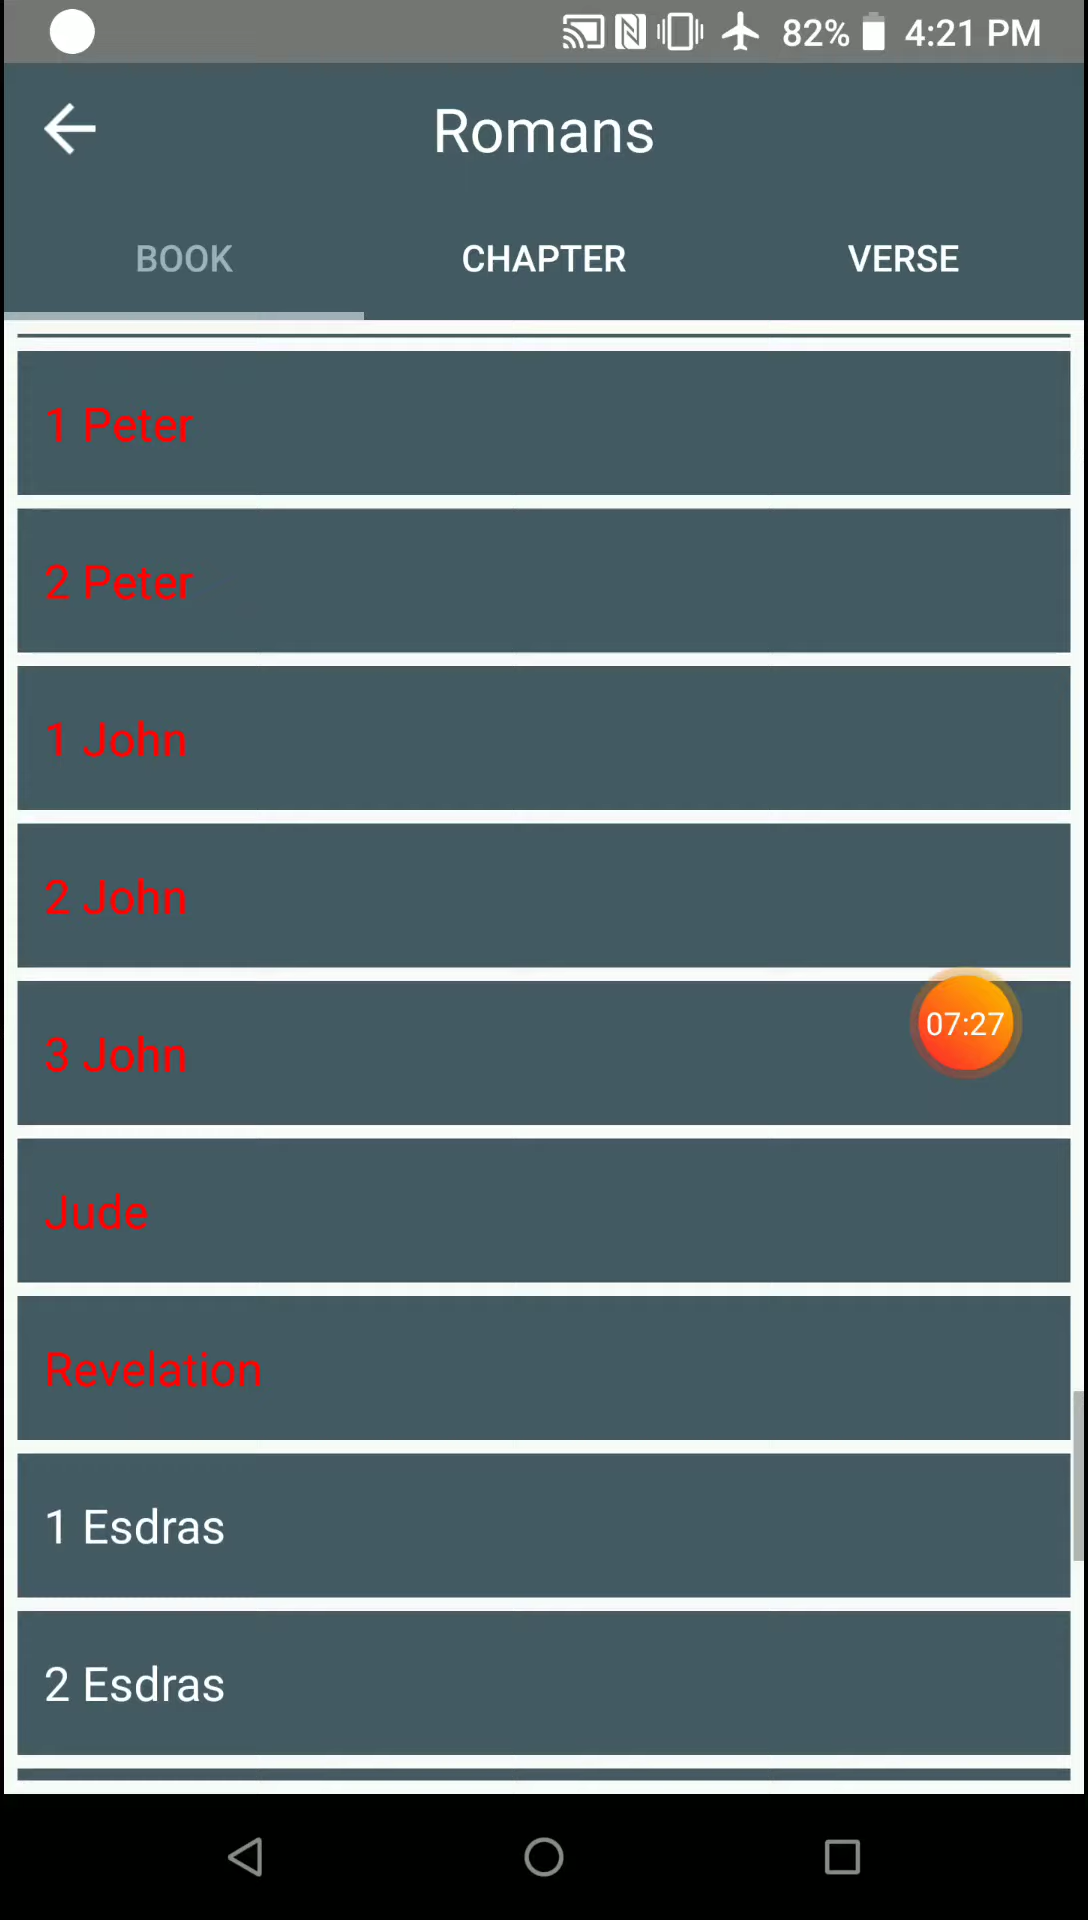 82% 4:21 PM
Romans
BOOK CHAPTER VERSE
1 Peter
2 Peter
1 John
2 John
3 John
07:27
Jude
Revelation
1 Esdras
2 Esdras